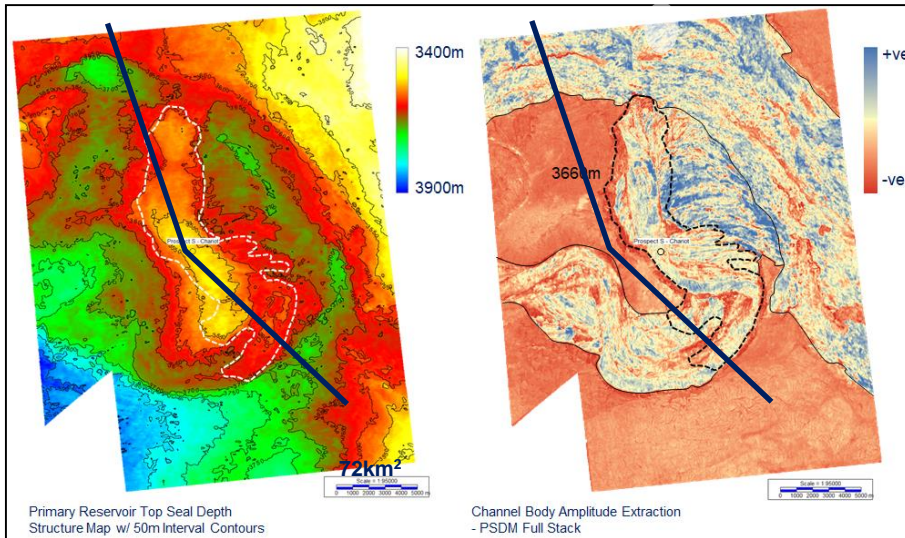 3400m
3900m
Prospect S - Chariot
72km²
Scale = 1:95000
0 1000 2000 3000 4000 5000 m
Primary Reservoir Top Seal Depth
Structure Map w/ 50m Interval Contours
+ve
-ve
3660m
Prospect S - Chariot
Scale = 1:95000
0 1000 2000 3000 4000 5000 m
Channel Body Amplitude Extraction
- PSDM Full Stack